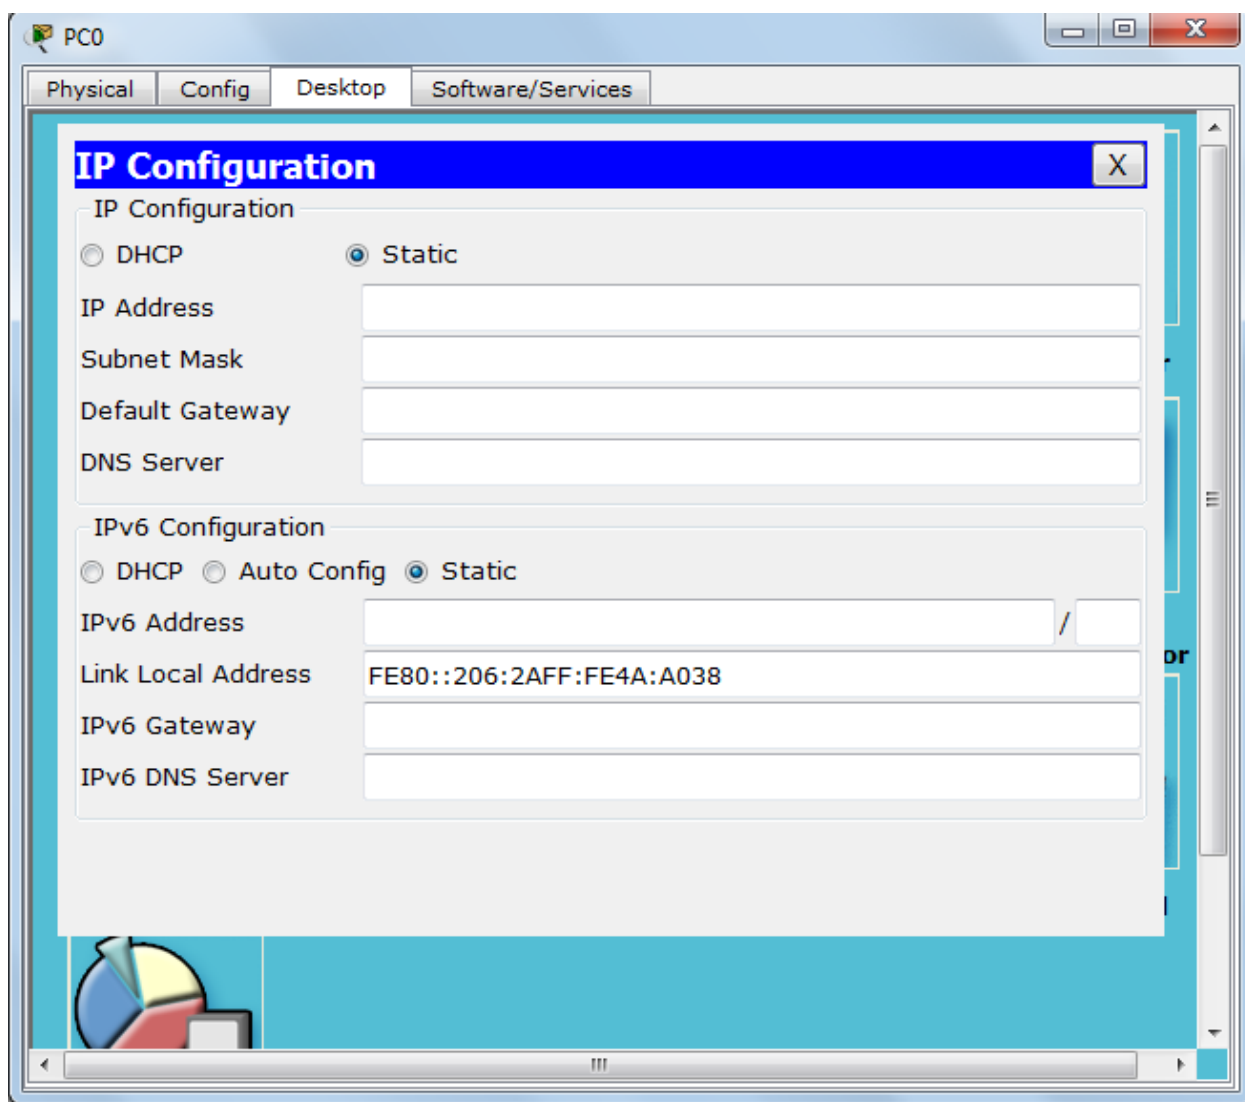 PC0
Physical Config Desktop Software/Services
IP Configuration X
IP Configuration
DHCP Static
IP Address
Subnet Mask
Default Gateway
DNS Server
IPv6 Configuration
DHCP Auto Config Static
IPv6 Address /
Link Local Address FE80::206:2AFF:FE4A:A038
IPv6 Gateway
IPv6 DNS Server